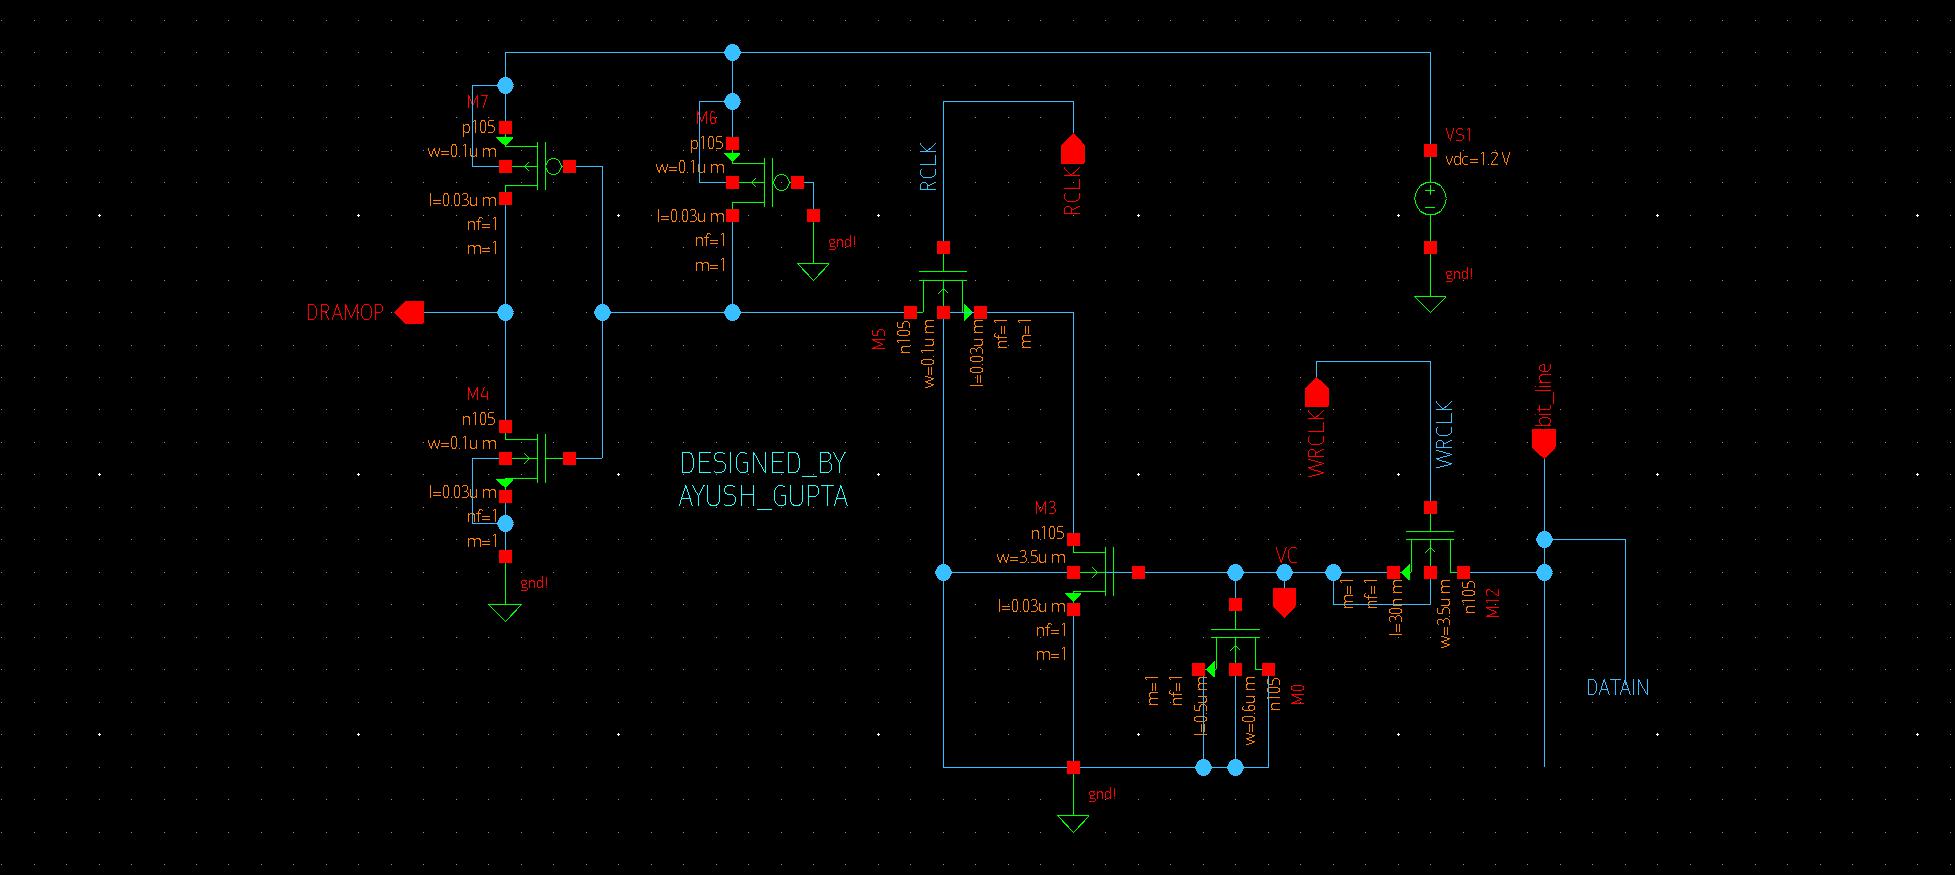 M7
p105
w=0.1u m
l=0.03u m
nf=1
m=1
M6
p105
w=0.1u m
l=0.03u m
nf=1
m=1
gnd!
RCLK
RCLK
VS1
vdc=1.2 V
gnd!
DRAMOP
M5
n105
w=0.1u m
l=0.03u m
nf=1
m=1
M4
n105
w=0.1u m
l=0.03u m
nf=1
m=1
gnd!
DESIGNED_BY
AYUSH_GUPTA
WRCLK
WRCLK
bit_line
M3
n105
w=3.5u m
l=0.03u m
nf=1
m=1
VC
m=1
nf=1
l=30n m
w=3.5u m
n105
M12
m=1
nf=1
l=0.5u m
w=0.6u m
n105
M0
DATAIN
gnd!